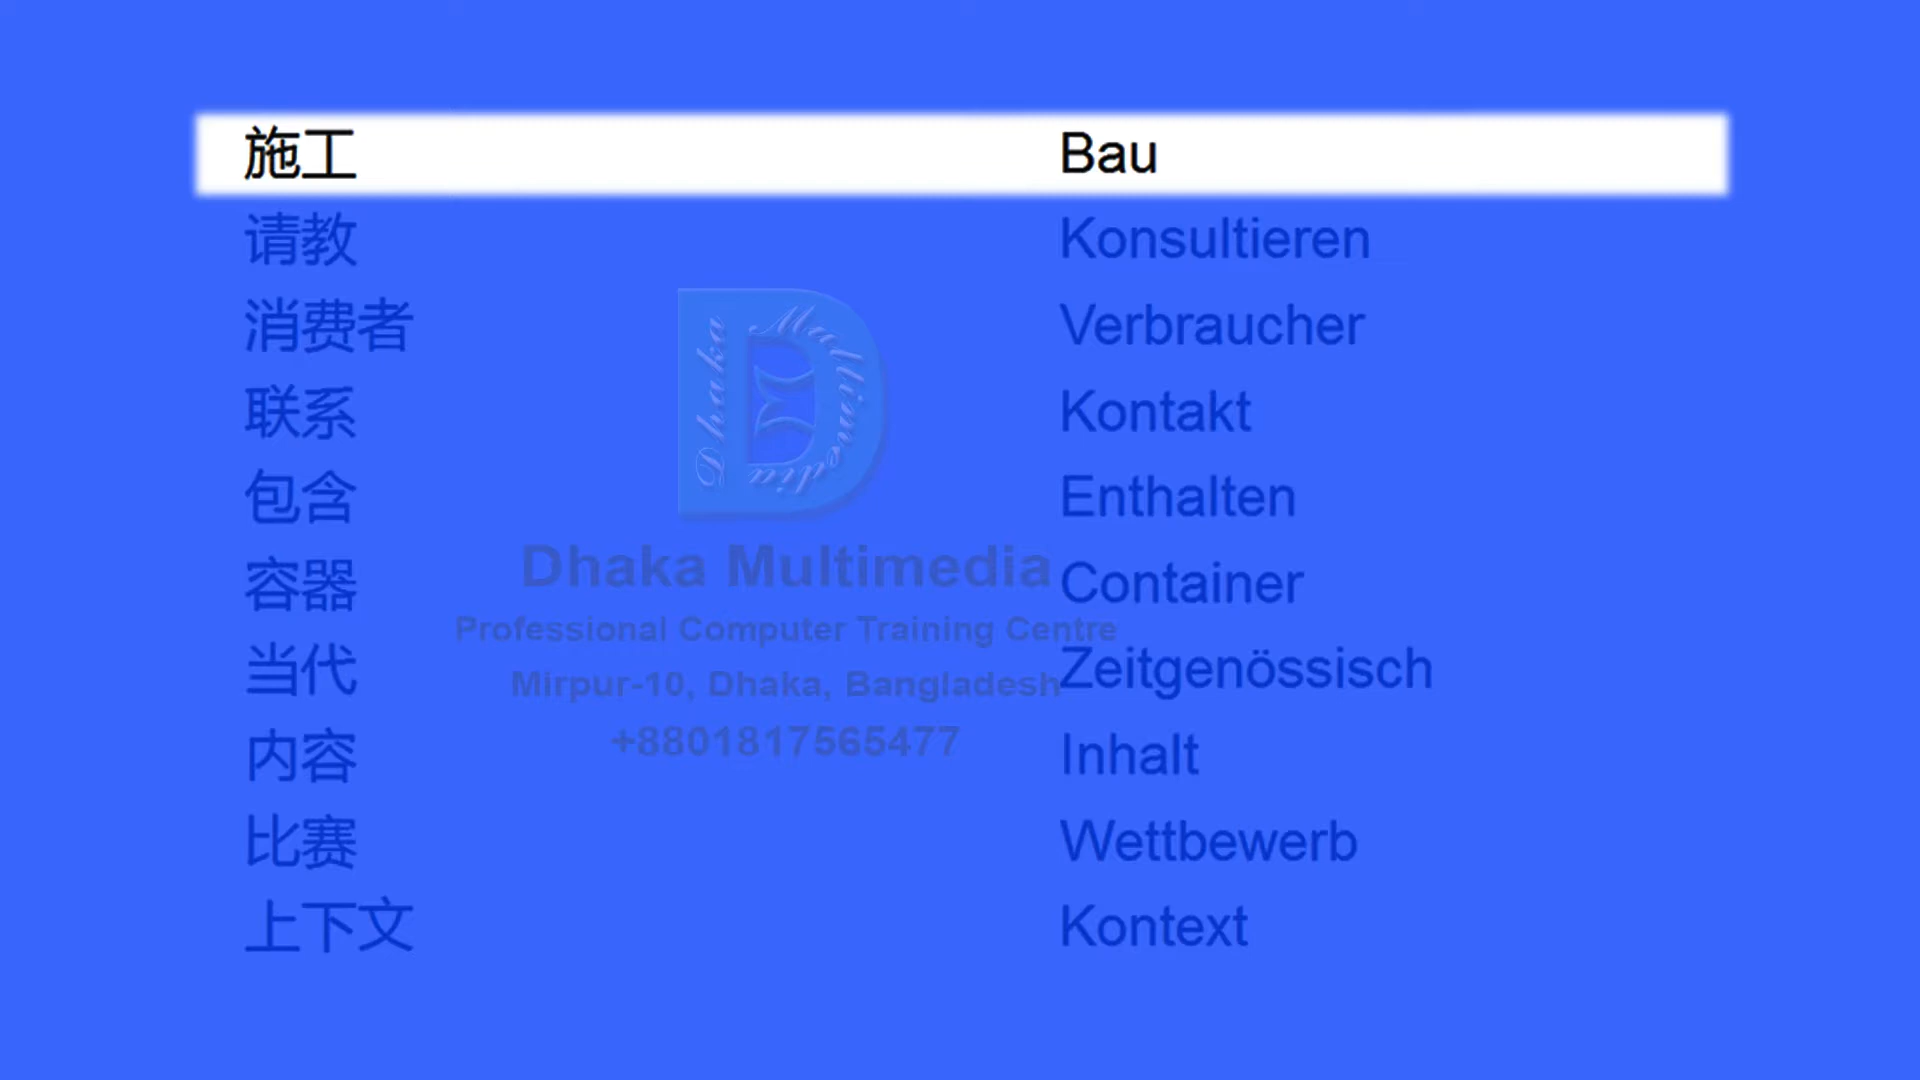 施工 Bau
请教 Konsultieren
消费者 Verbraucher
联系 Kontakt
包含 Enthalten
容器 Container
当代 Zeitgenössisch
内容 Inhalt
比赛 Wettbewerb
上下文 Kontext
Dhaka Multimedia
Dhaka Multimedia
Professional Computer Training Centre
Mirpur-10, Dhaka, Bangladesh
+8801817565477